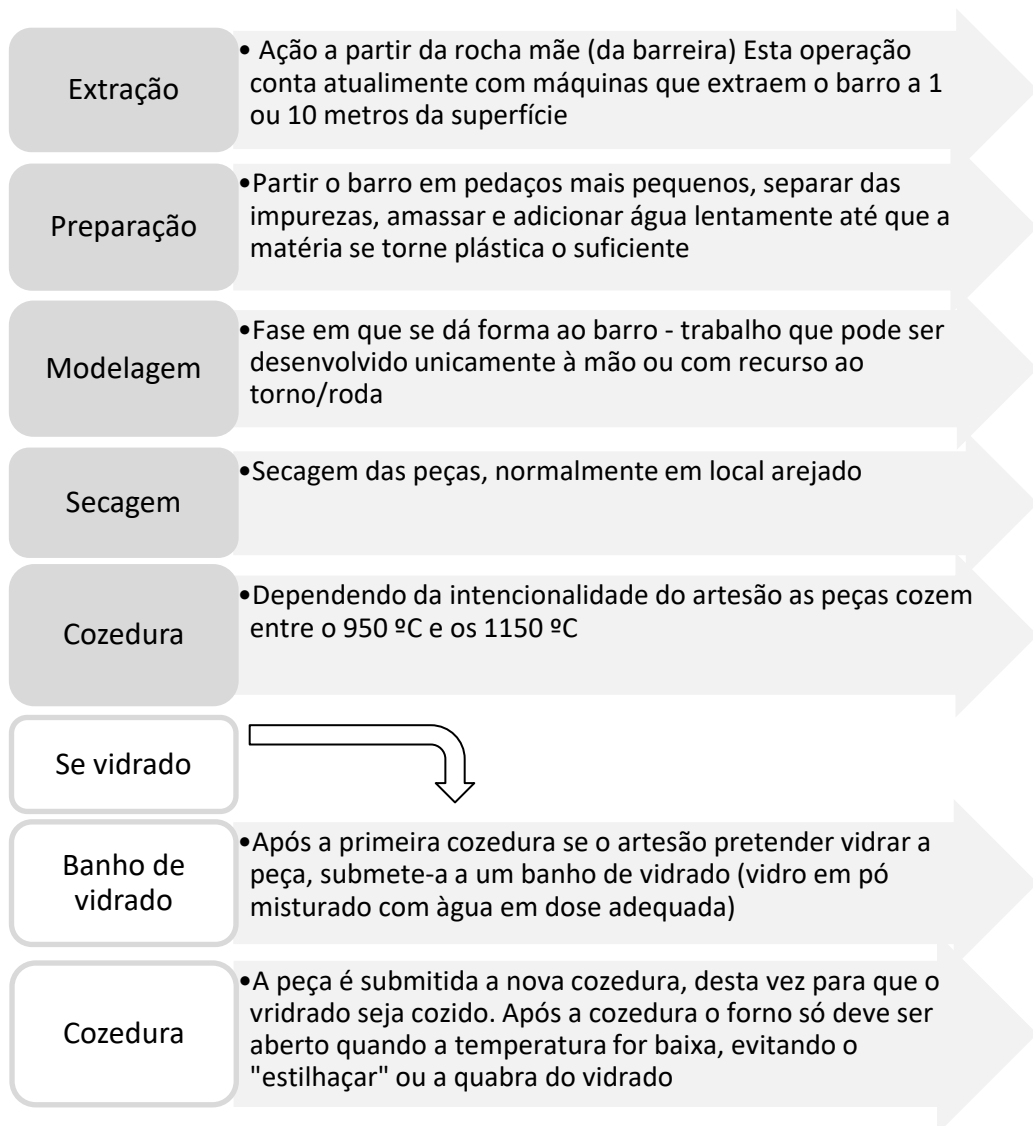 Extração
• Ação a partir da rocha mãe (da barreira) Esta operação
conta atualimente com máquinas que extraem o barro a 1
ou 10 metros da superfície
Preparação
•Partir o barro em pedaços mais pequenos, separar das
impurezas, amassar e adicionar água lentamente até que a
matéria se torne plástica o suficiente
Modelagem
•Fase em que se dá forma ao barro - trabalho que pode ser
desenvolvido unicamente à mão ou com recurso ao
torno/roda
Secagem
•Secagem das peças, normalmente em local arejado
Cozedura
•Dependendo da intencionalidade do artesão as peças cozem
entre o 950 ºC e os 1150 ºC
Se vidrado
Banho de
vidrado
•Após a primeira cozedura se o artesão pretender vidrar a
peça, submete-a a um banho de vidrado (vidro em pó
misturado com àgua em dose adequada)
Cozedura
•A peça é submitida a nova cozedura, desta vez para que o
vridrado seja cozido. Após a cozedura o forno só deve ser
aberto quando a temperatura for baixa, evitando o
"estilhaçar" ou a quabra do vidrado